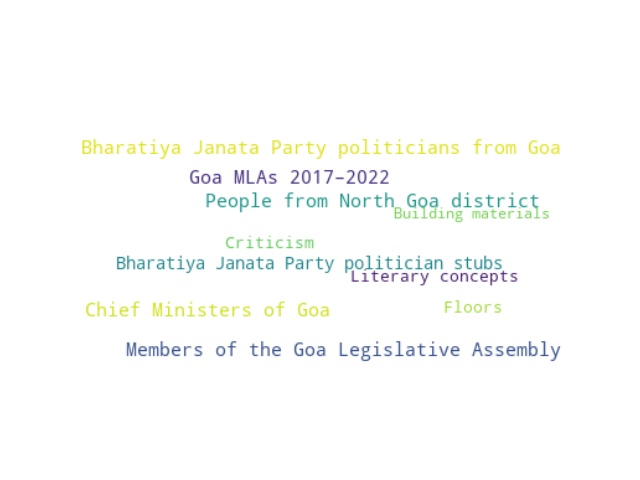 Bharatiya Janata Party politicians from Goa
Goa MLAs 2017–2022
People from North Goa district
Building materials
Criticism
Bharatiya Janata Party politician stubs
Literary concepts
Chief Ministers of Goa
Floors
Members of the Goa Legislative Assembly